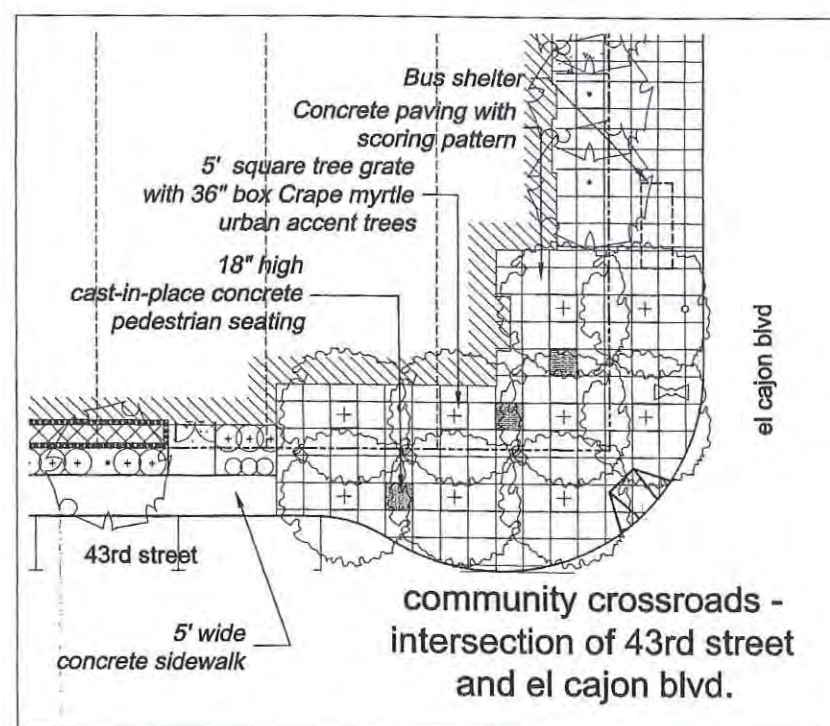 Bus shelter
Concrete paving with
scoring pattern
5' square tree grate
with 36" box Crape myrtle
urban accent trees
18" high
cast-in-place concrete
pedestrian seating
el cajon blvd
43rd street
5' wide
concrete sidewalk
community crossroads -
intersection of 43rd street
and el cajon blvd.